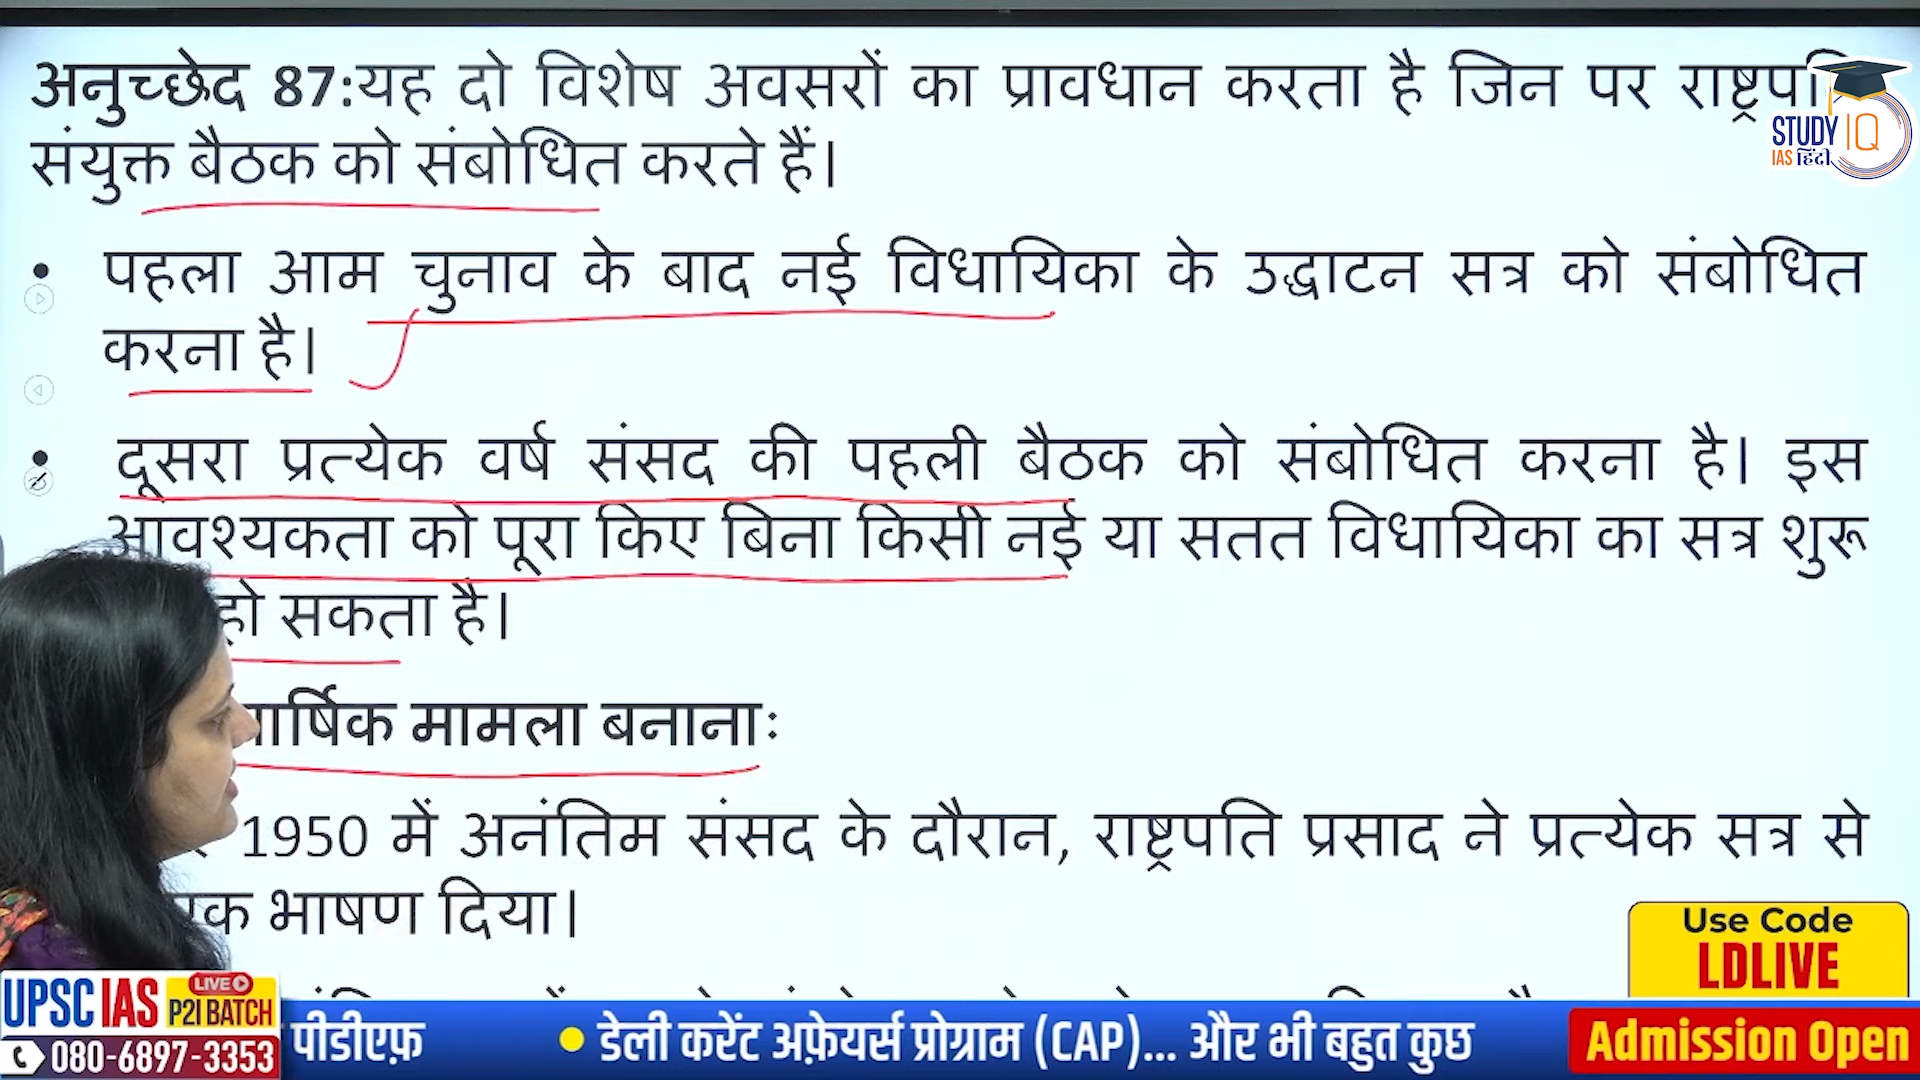 अनुच्छेद 87:यह दो विशेष अवसरों का प्रावधान करता है जिन पर
संयुक्त बैठक को संबोधित करते हैं।
STUDY IQ
IAS हिंदी
पहला आम चुनाव के बाद नई विधायिका के उद्घाटन सत्र को संबोधित
करना है।
दूसरा प्रत्येक वर्ष संसद की पहली बैठक को संबोधित करना है। इस
आवश्यकता को पूरा किए बिना किसी नई या सतत विधायिका का सत्र शुरू
हो सकता है।
मामला बनानाः
1950 में अनंतिम संसद के दौरान, राष्ट्रपति प्रसाद ने प्रत्येक सत्र से
भाषण दिया।
Use Code
LDLIVE
UPSC IAS LIVE P2I BATCH
080-6897-3353
पीडीएफ़ • डेली करेंट अफ़ेयर्स प्रोग्राम (CAP)... और भी बहुत कुछ
Admission Open